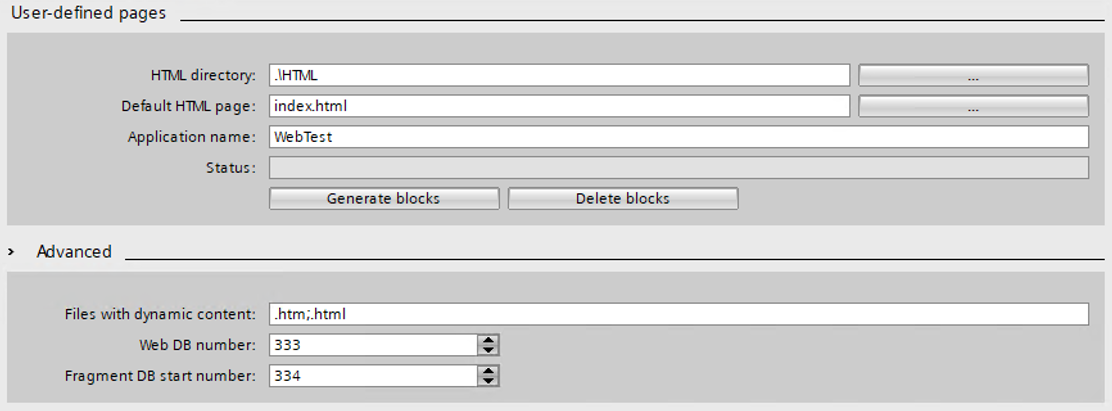 User-defined pages
HTML directory: .\HTML ...
Default HTML page: index.html ...
Application name: WebTest
Status:
Generate blocks Delete blocks
> Advanced
Files with dynamic content: .htm;.html
Web DB number: 333
Fragment DB start number: 334